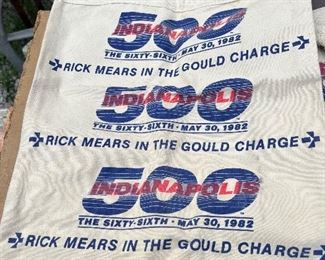 500
INDIANAPOLIS
THE SIXTY-SIXTH • MAY 30, 1982
RICK MEARS IN THE GOULD CHARGE
500
INDIANAPOLIS
THE SIXTY-SIXTH • MAY 30, 1982
RICK MEARS IN THE GOULD CHARGE
500
INDIANAPOLIS
THE SIXTY-SIXTH • MAY 30, 1982
RICK MEARS IN THE GOULD CHARGE